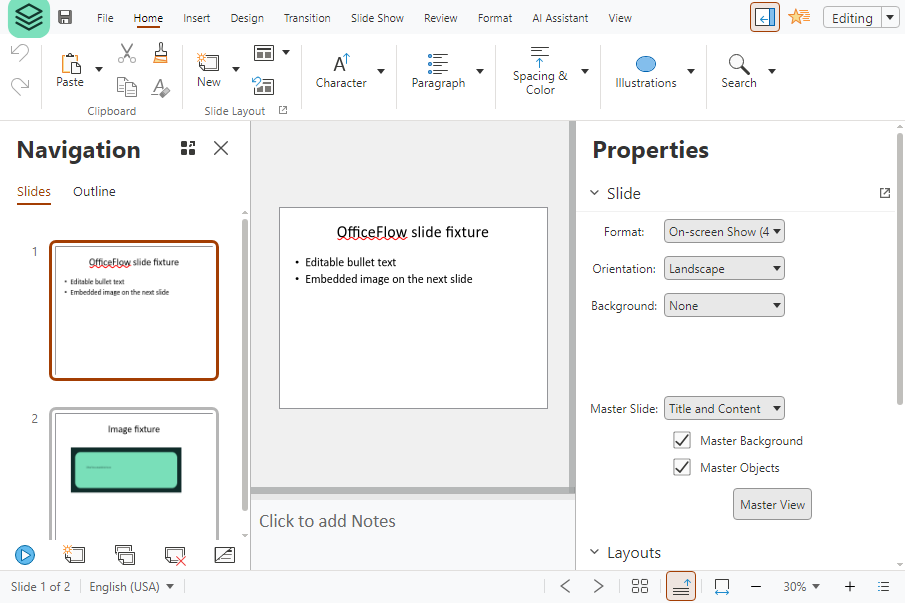 File Home Insert Design Transition Slide Show Review Format AI Assistant View Editing
Paste
Clipboard
New
Slide Layout
Character
Paragraph
Spacing & Color
Illustrations
Search
Navigation
Slides Outline
1
OfficeFlow slide fixture
• Editable bullet text
• Embedded image on the next slide
2
Image fixture
OfficeFlow slide fixture
• Editable bullet text
• Embedded image on the next slide
Click to add Notes
Properties
Slide
Format: On-screen Show (4
Orientation: Landscape
Background: None
Master Slide: Title and Content
Master Background
Master Objects
Master View
Layouts
Slide 1 of 2 English (USA) 30%